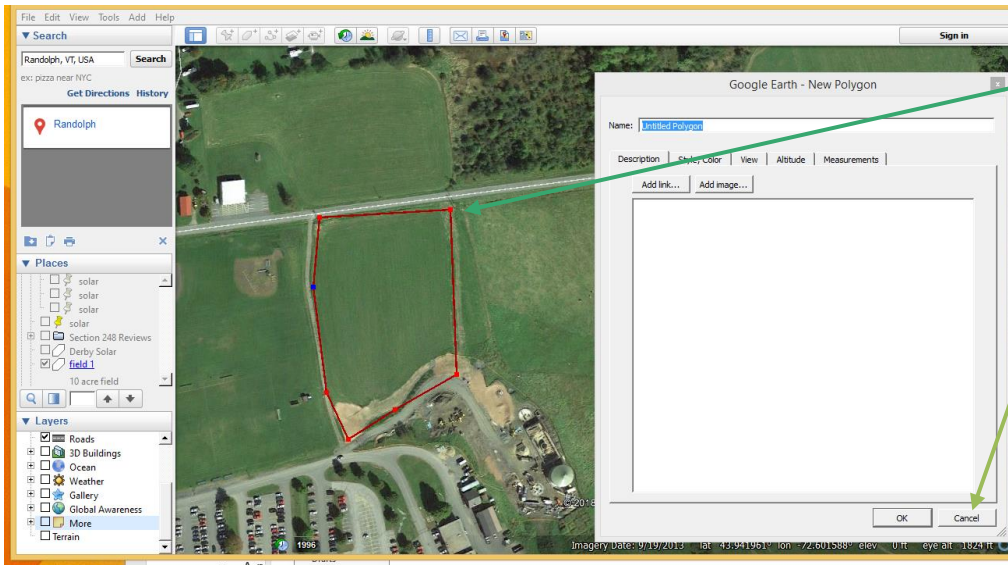 File Edit View Tools Add Help
▼ Search
Randolph, VT, USA Search
ex: pizza near NYC
Get Directions History
Randolph
▼ Places
solar
solar
solar
solar
Section 248 Reviews
Derby Solar
field 1
10 acre field
▼ Layers
Roads
3D Buildings
Ocean
Weather
Gallery
Global Awareness
More
Terrain
Sign in
Google Earth - New Polygon
Name: Untitled Polygon
Description Style, Color View Altitude Measurements
Add link... Add image...
OK Cancel
© 2018
1996
Imagery Date: 9/19/2013 lat 43.941961° lon -72.601588° elev 0 ft eye alt 1824 ft